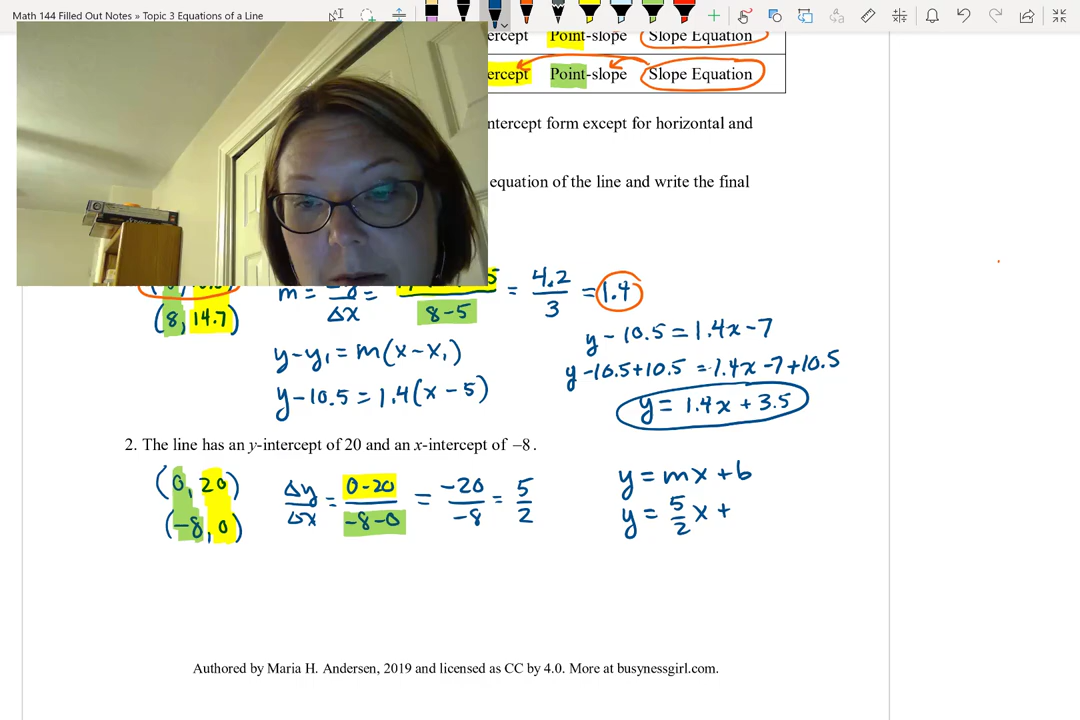 Math 144 Filled Out Notes » Topic 3 Equations of a Line
ercept Point-slope Slope Equation
ercept Point-slope Slope Equation
ntercept form except for horizontal and
equation of the line and write the final
(8, 14.7)
m = Δx = 8-5 = 4.2/3 = 1.4
y - 10.5 = 1.4x - 7
y - y₁ = m(x - x₁)
y - 10.5 + 10.5 = 1.4x - 7 + 10.5
y - 10.5 = 1.4(x - 5)
y = 1.4x + 3.5
2. The line has an y-intercept of 20 and an x-intercept of −8.
(0, 20)
(-8, 0)
Δy/Δx = 0-20/-8-0 = -20/-8 = 5/2
y = mx + b
y = 5/2 x +
Authored by Maria H. Andersen, 2019 and licensed as CC by 4.0. More at busynessgirl.com.